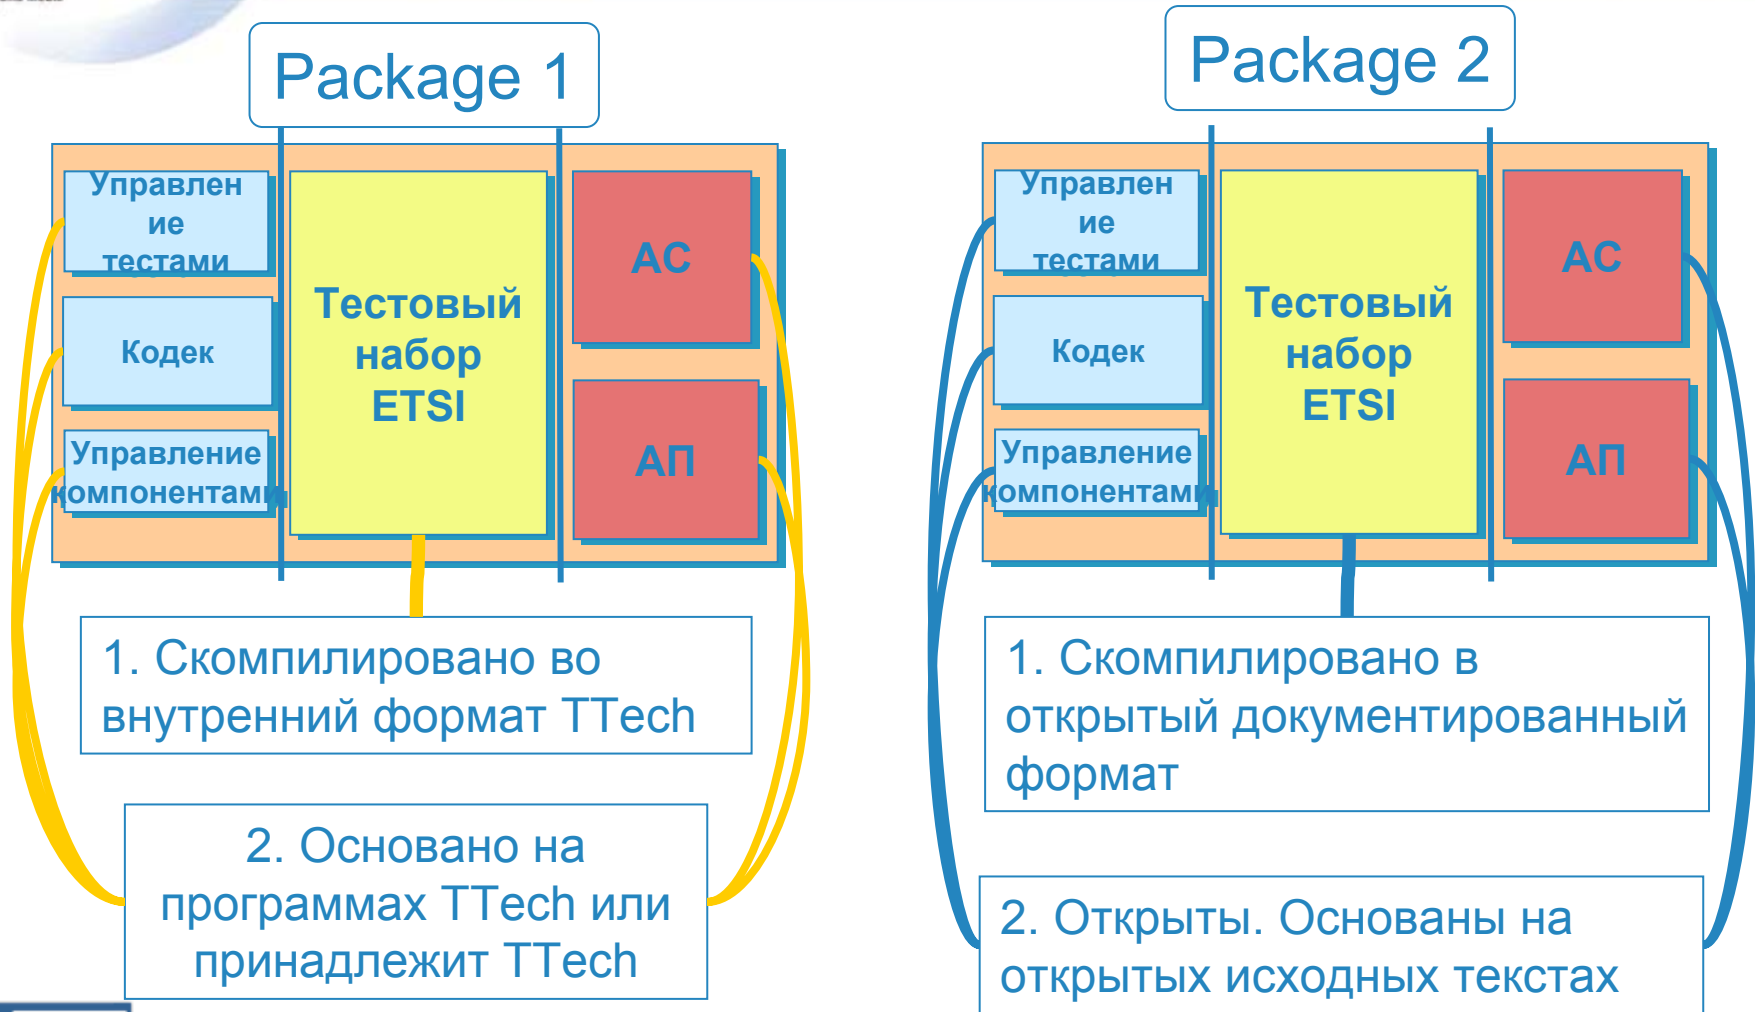 Package 1
Управлен
ие
тестами
Кодек
Управление
компонентами
Тестовый
набор
ETSI
АС
АП
1. Скомпилировано во
внутренний формат TTech
2. Основано на
программах TTech или
принадлежит TTech
Package 2
Управлен
ие
тестами
Кодек
Управление
компонентами
Тестовый
набор
ETSI
АС
АП
1. Скомпилировано в
открытый документированный
формат
2. Открыты. Основаны на
открытых исходных текстах